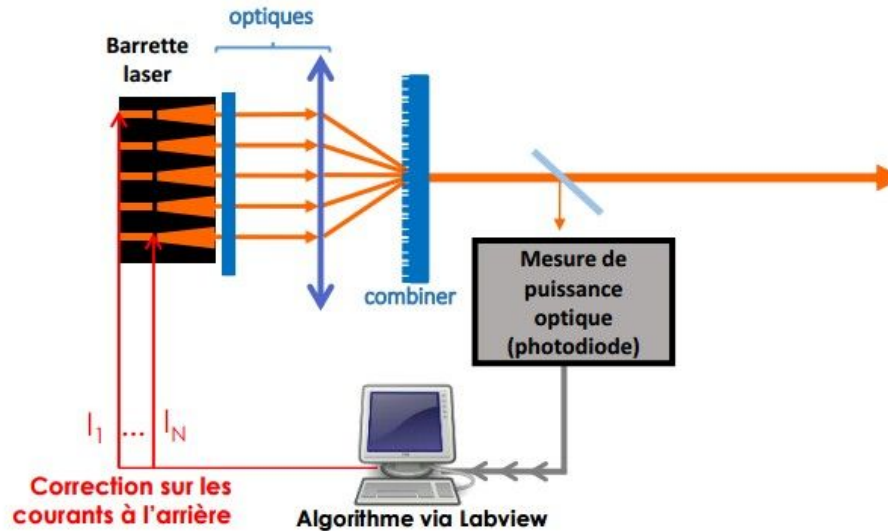 optiques
Barrette
laser
combiner
Mesure de
puissance
optique
(photodiode)
I1 ... IN
Correction sur les
courants à l'arrière
Algorithme via Labview